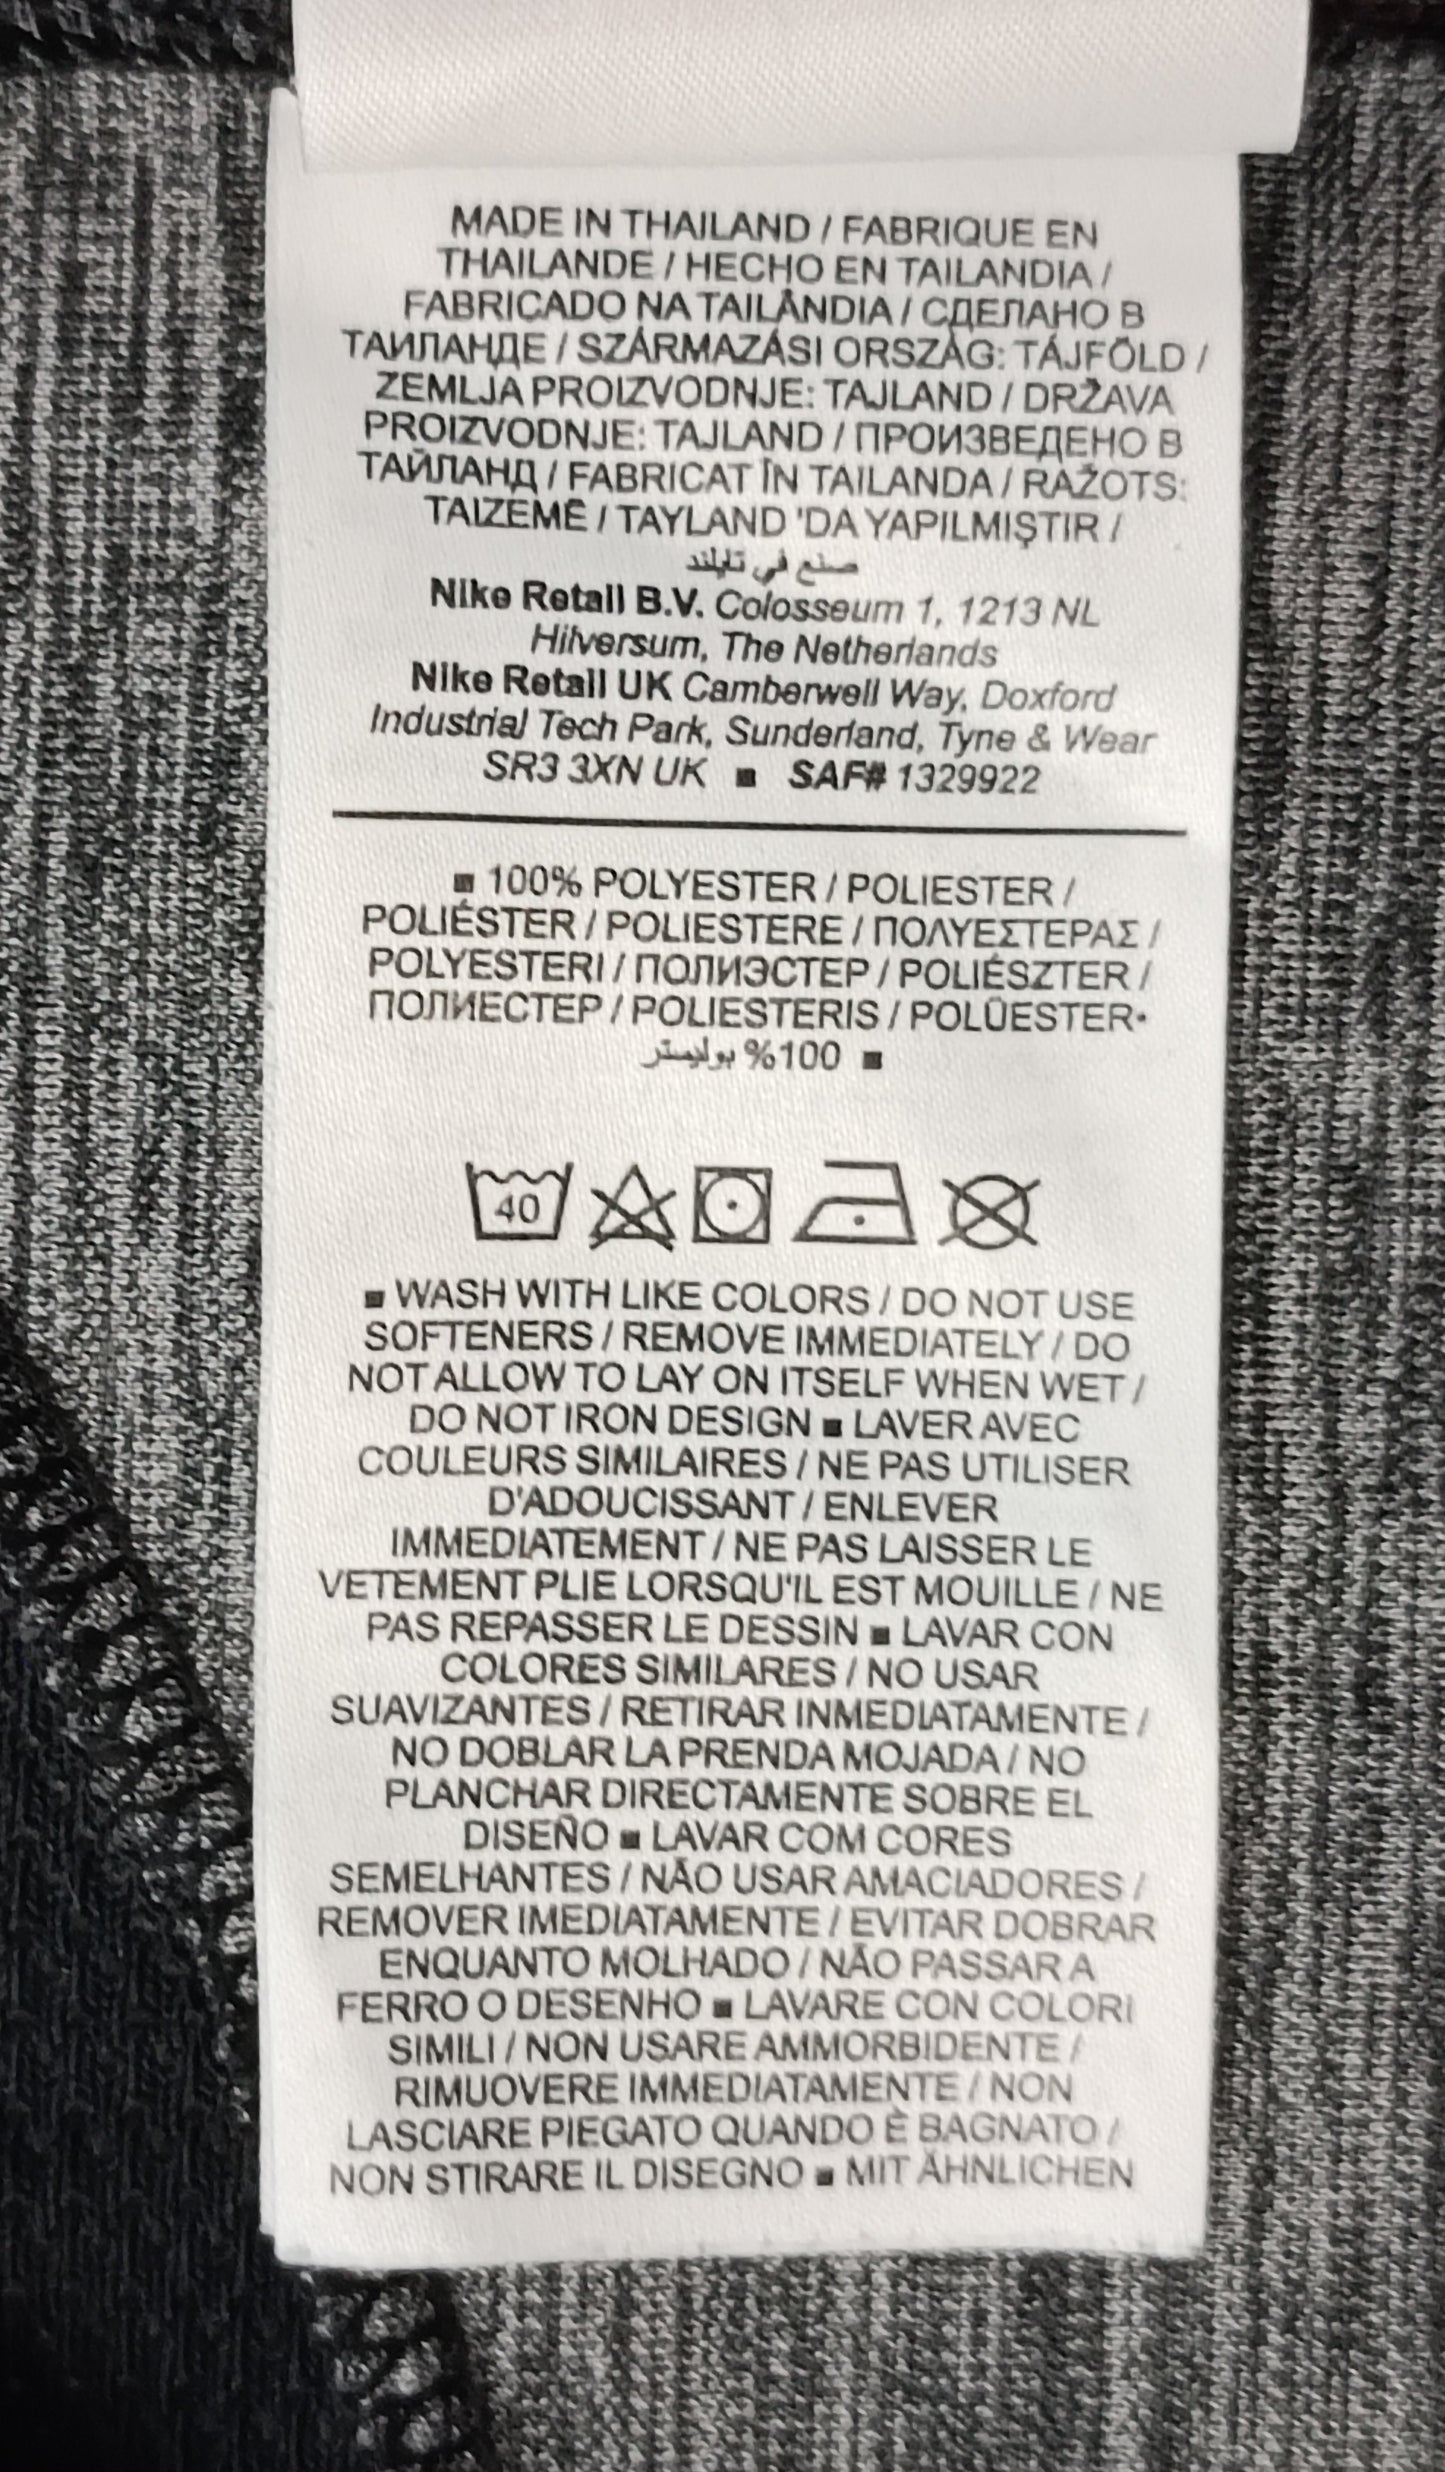 MADE IN THAILAND / FABRIQUE EN
THAILANDE / HECHO EN TAILANDIA /
FABRICADO NA TAILÂNDIA / СДЕЛАНО В
ТАИЛАНДЕ / SZÁRMAZÁSI ORSZÁG: TÁJFÖLD /
ZEMLJA PROIZVODNJE: TAJLAND / DRŽAVA
PROIZVODNJE: TAJLAND / ПРОИЗВЕДЕНО В
ТАЙЛАНД / FABRICAT ÎN TAILANDA / RAŽOTS:
TAIZEMĒ / TAYLAND 'DA YAPILMIŞTIR /
صنع في تايلند
Nike Retail B.V. Colosseum 1, 1213 NL
Hilversum, The Netherlands
Nike Retail UK Camberwell Way, Doxford
Industrial Tech Park, Sunderland, Tyne & Wear
SR3 3XN UK ■ SAF# 1329922
■ 100% POLYESTER / POLIESTER /
POLIÉSTER / POLIESTERE / ΠΟΛΥΕΣΤΕΡΑΣ /
POLYESTERI / ПОЛИЭСТЕР / POLIÉSZTER /
ПОЛИЕСТЕР / POLIESTERIS / POLÜESTER•
■ 100% بوليستر
40
■ WASH WITH LIKE COLORS / DO NOT USE
SOFTENERS / REMOVE IMMEDIATELY / DO
NOT ALLOW TO LAY ON ITSELF WHEN WET /
DO NOT IRON DESIGN ■ LAVER AVEC
COULEURS SIMILAIRES / NE PAS UTILISER
D'ADOUCISSANT / ENLEVER
IMMEDIATEMENT / NE PAS LAISSER LE
VETEMENT PLIE LORSQU'IL EST MOUILLE / NE
PAS REPASSER LE DESSIN ■ LAVAR CON
COLORES SIMILARES / NO USAR
SUAVIZANTES / RETIRAR INMEDIATAMENTE /
NO DOBLAR LA PRENDA MOJADA / NO
PLANCHAR DIRECTAMENTE SOBRE EL
DISEÑO ■ LAVAR COM CORES
SEMELHANTES / NÃO USAR AMACIADORES /
REMOVER IMEDIATAMENTE / EVITAR DOBRAR
ENQUANTO MOLHADO / NÃO PASSAR A
FERRO O DESENHO ■ LAVARE CON COLORI
SIMILI / NON USARE AMMORBIDENTE /
RIMUOVERE IMMEDIATAMENTE / NON
LASCIARE PIEGATO QUANDO È BAGNATO /
NON STIRARE IL DISEGNO ■ MIT ÄHNLICHEN